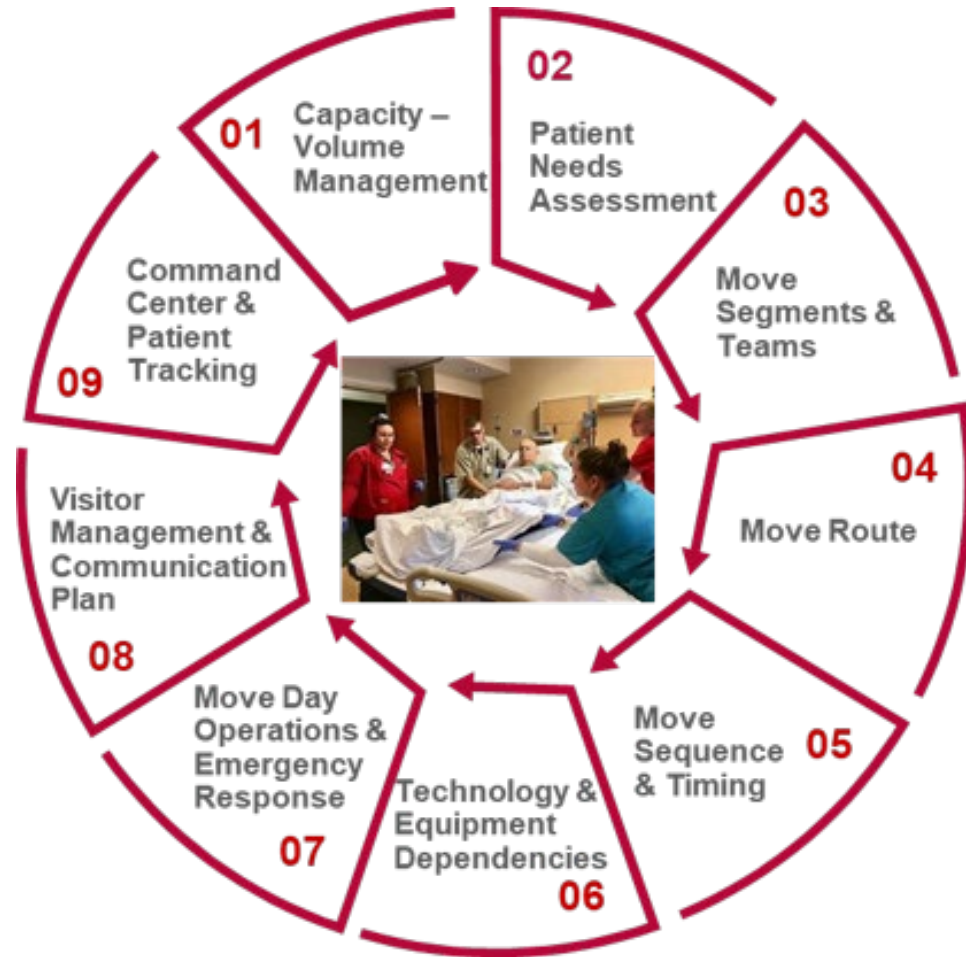 01
Capacity –
Volume
Management
02
Patient
Needs
Assessment
03
Move
Segments &
Teams
04
Move Route
Move
Sequence
& Timing
05
Technology &
Equipment
Dependencies
06
Move Day
Operations &
Emergency
Response
07
Visitor
Management &
Communication
Plan
08
Command
Center &
Patient
Tracking
09